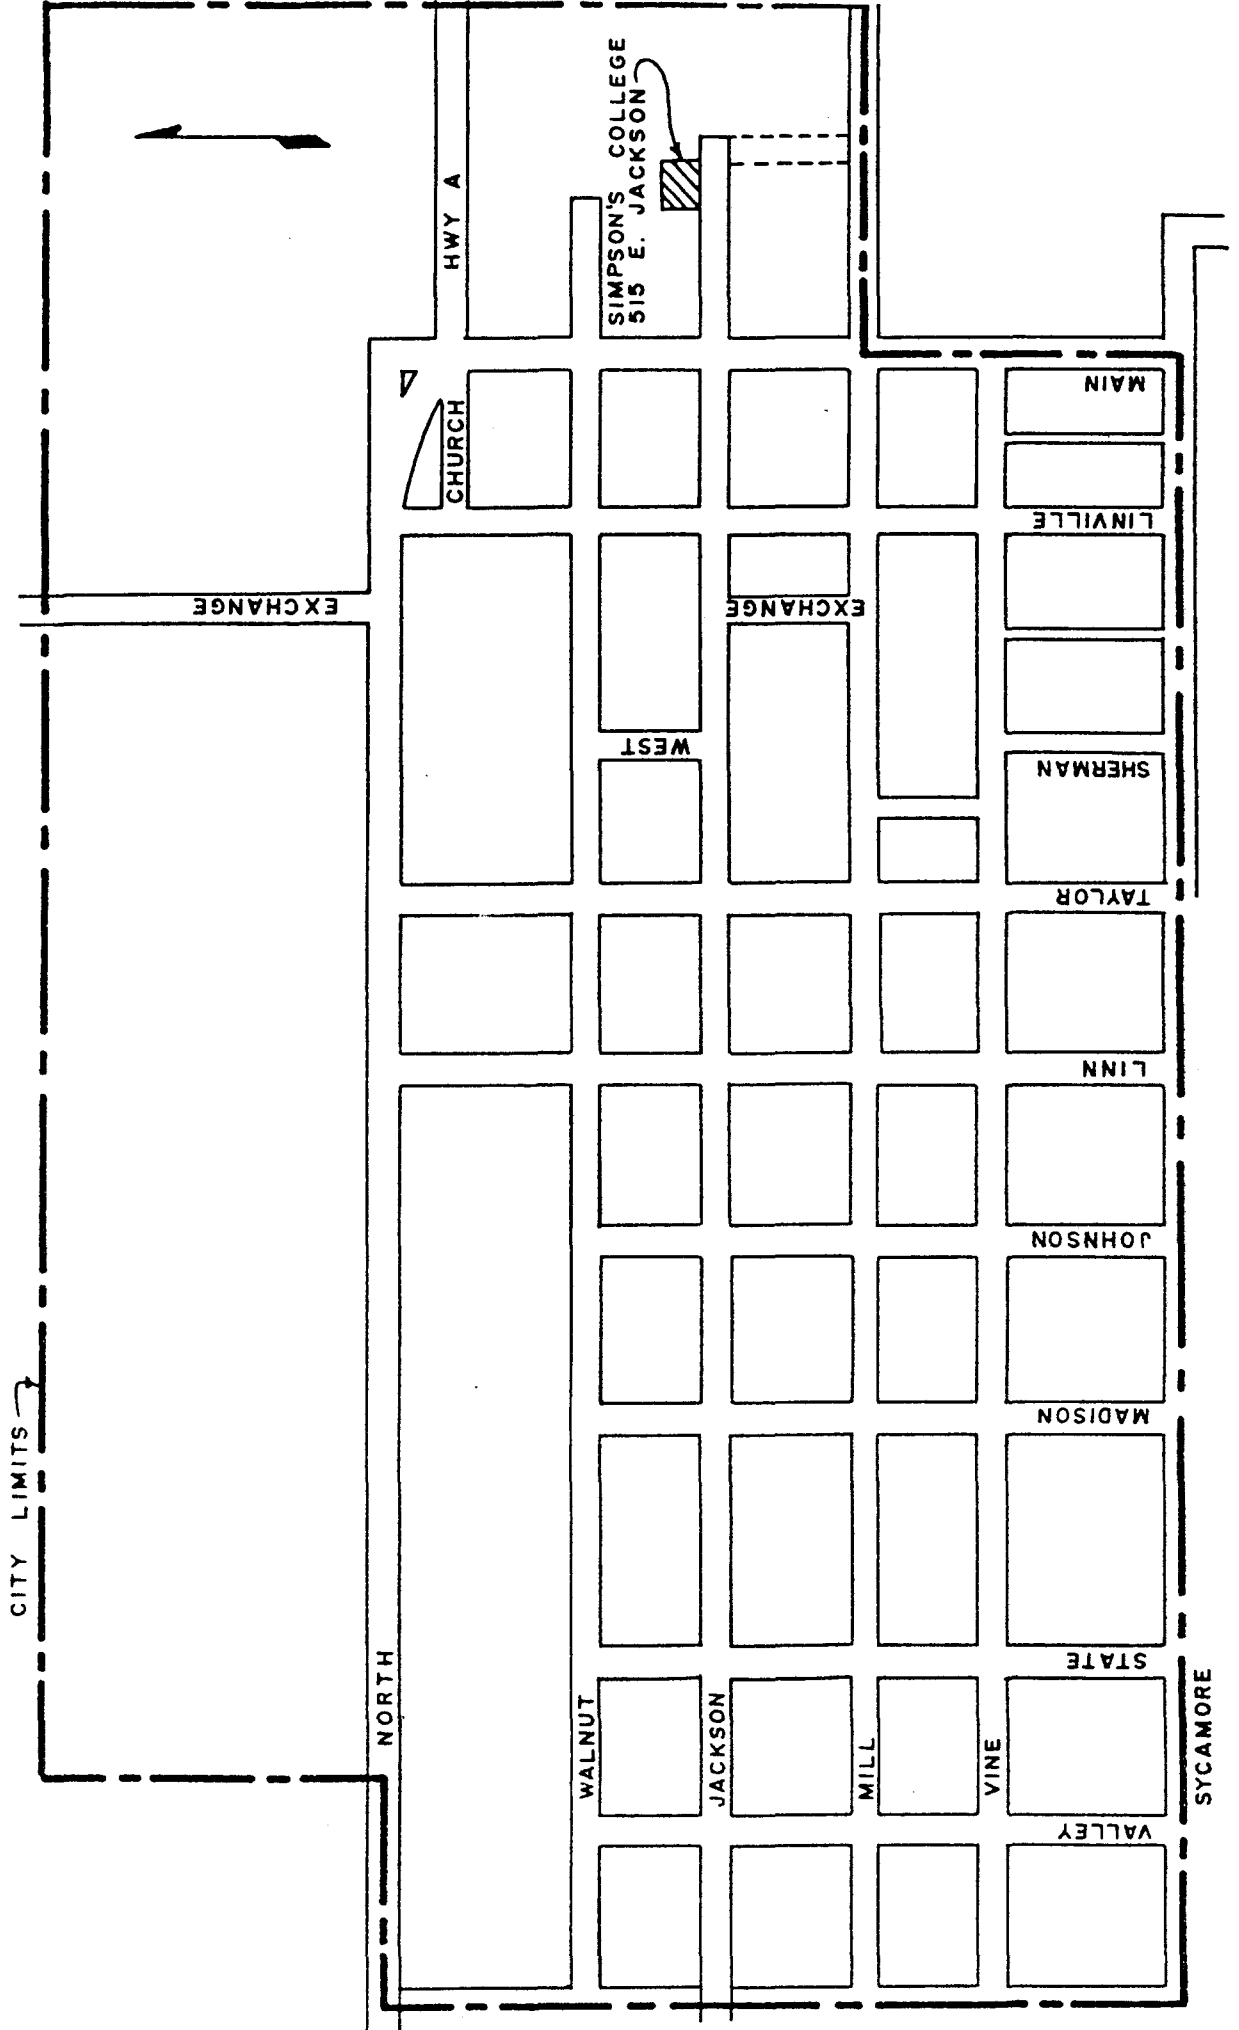 CITY LIMITS
SIMPSON'S COLLEGE
515 E. JACKSON
HWY A
CHURCH
EXCHANGE
EXCHANGE
WEST
MAIN
LINVILLE
SHERMAN
TAYLOR
LINN
JOHNSON
MADISON
STATE
VALLEY
NORTH
WALNUT
JACKSON
MILL
VINE
SYCAMORE